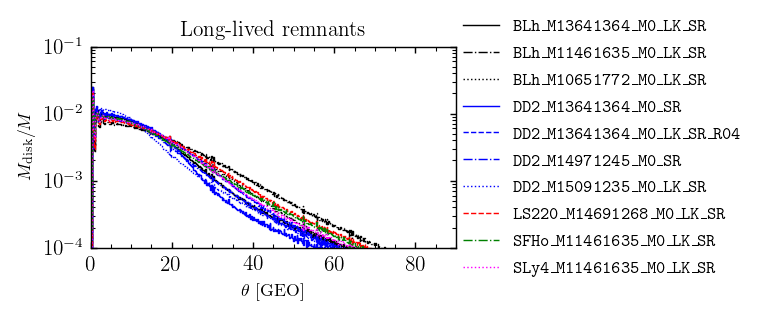 Long-lived remnants
10^{-1}
10^{-2}
10^{-3}
10^{-4}
M_{disk}/M
0 20 40 60 80
θ [GEO]
BLh_M13641364_M0_LK_SR
BLh_M11461635_M0_LK_SR
BLh_M10651772_M0_LK_SR
DD2_M13641364_M0_SR
DD2_M13641364_M0_LK_SR_R04
DD2_M14971245_M0_SR
DD2_M15091235_M0_LK_SR
LS220_M14691268_M0_LK_SR
SFHo_M11461635_M0_LK_SR
SLy4_M11461635_M0_LK_SR